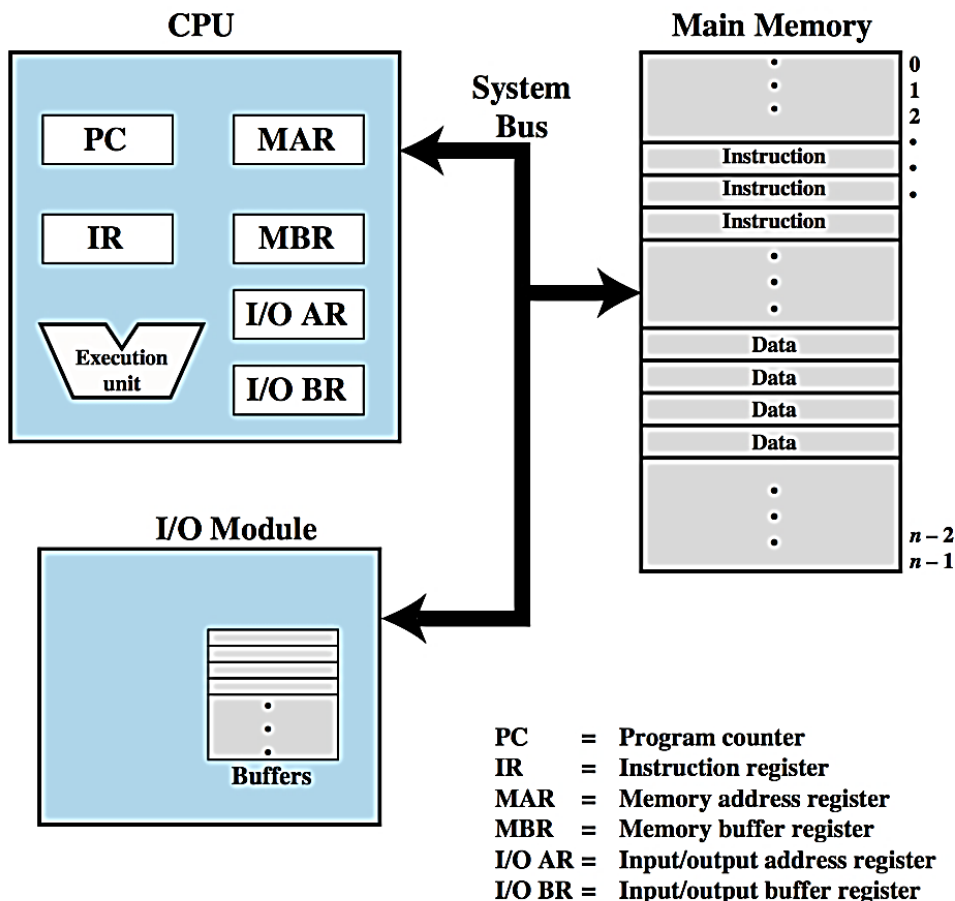 CPU
PC
MAR
IR
MBR
I/O AR
Execution
unit
I/O BR
System
Bus
Main Memory
0
1
2
Instruction
Instruction
Instruction
Data
Data
Data
Data
n – 2
n – 1
I/O Module
Buffers
PC = Program counter
IR = Instruction register
MAR = Memory address register
MBR = Memory buffer register
I/O AR = Input/output address register
I/O BR = Input/output buffer register